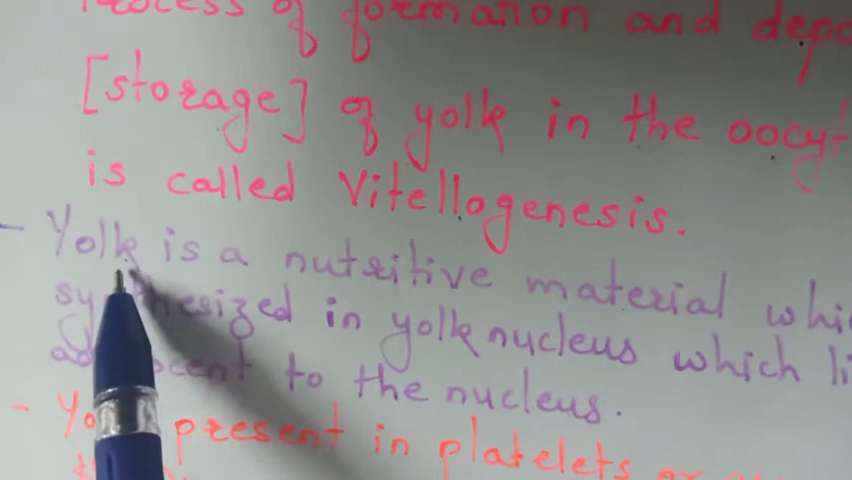 Process of formation and depo
[storage] of yolk in the oocyt
is called Vitellogenesis.
- Yolk is a nutritive material whi
synthesized in yolk nucleus which li
adjacent to the nucleus.
- Yolk present in platelets or